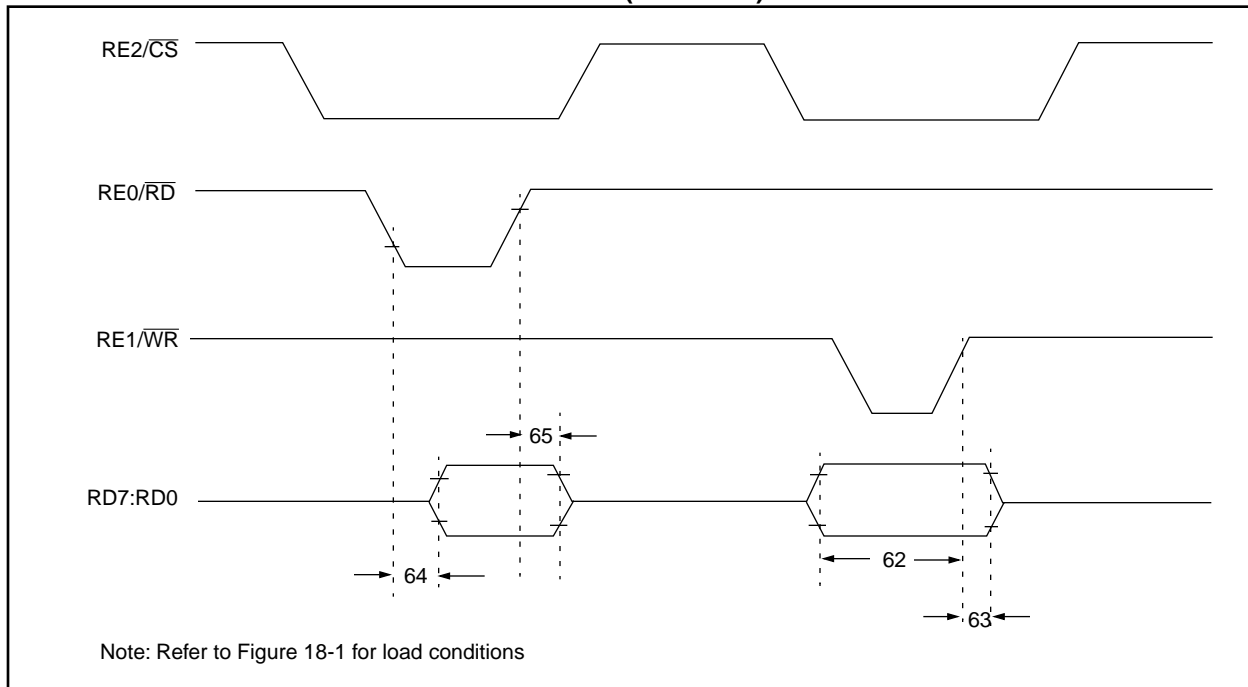 RE2/CS
RE0/RD
RE1/WR
65
RD7:RD0
62
64
63
Note: Refer to Figure 18-1 for load conditions